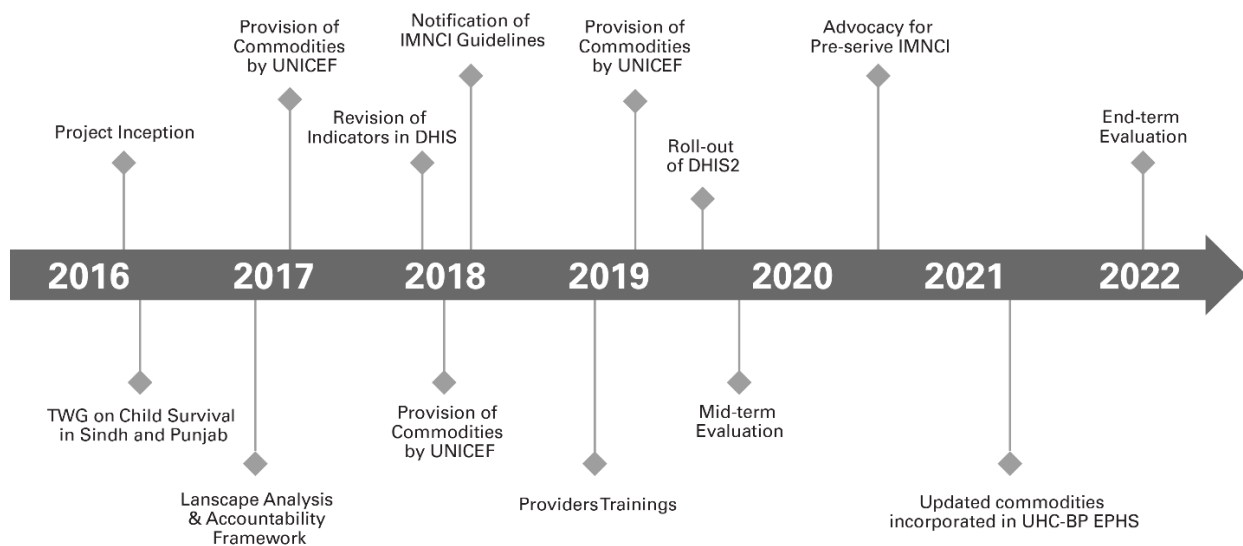 Project Inception
Provision of
Commodities
by UNICEF
Revision of
Indicators in DHIS
Notification of
IMNCI Guidelines
Provision of
Commodities
by UNICEF
Roll-out
of DHIS2
Advocacy for
Pre-serive IMNCI
End-term
Evaluation
2016 2017 2018 2019 2020 2021 2022
TWG on Child Survival
in Sindh and Punjab
Lanscape Analysis
& Accountability
Framework
Provision of
Commodities
by UNICEF
Providers Trainings
Mid-term
Evaluation
Updated commodities
incorporated in UHC-BP EPHS